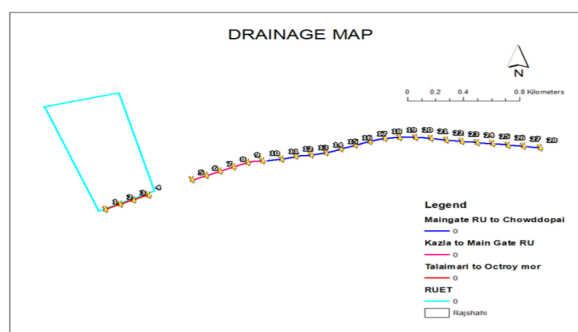 DRAINAGE MAP
N
0 0.2 0.4 0.8 Kilometers
1 2 3 4 5 6 7 8 9 10 11 12 13 14 15 16 17 18 19 20 21 22 23 24 25 26 27 28
Legend
Maingate RU to Chowddopai
0
Kazla to Main Gate RU
0
Talaimari to Octroy mor
0
RUET
0
Rajshahi